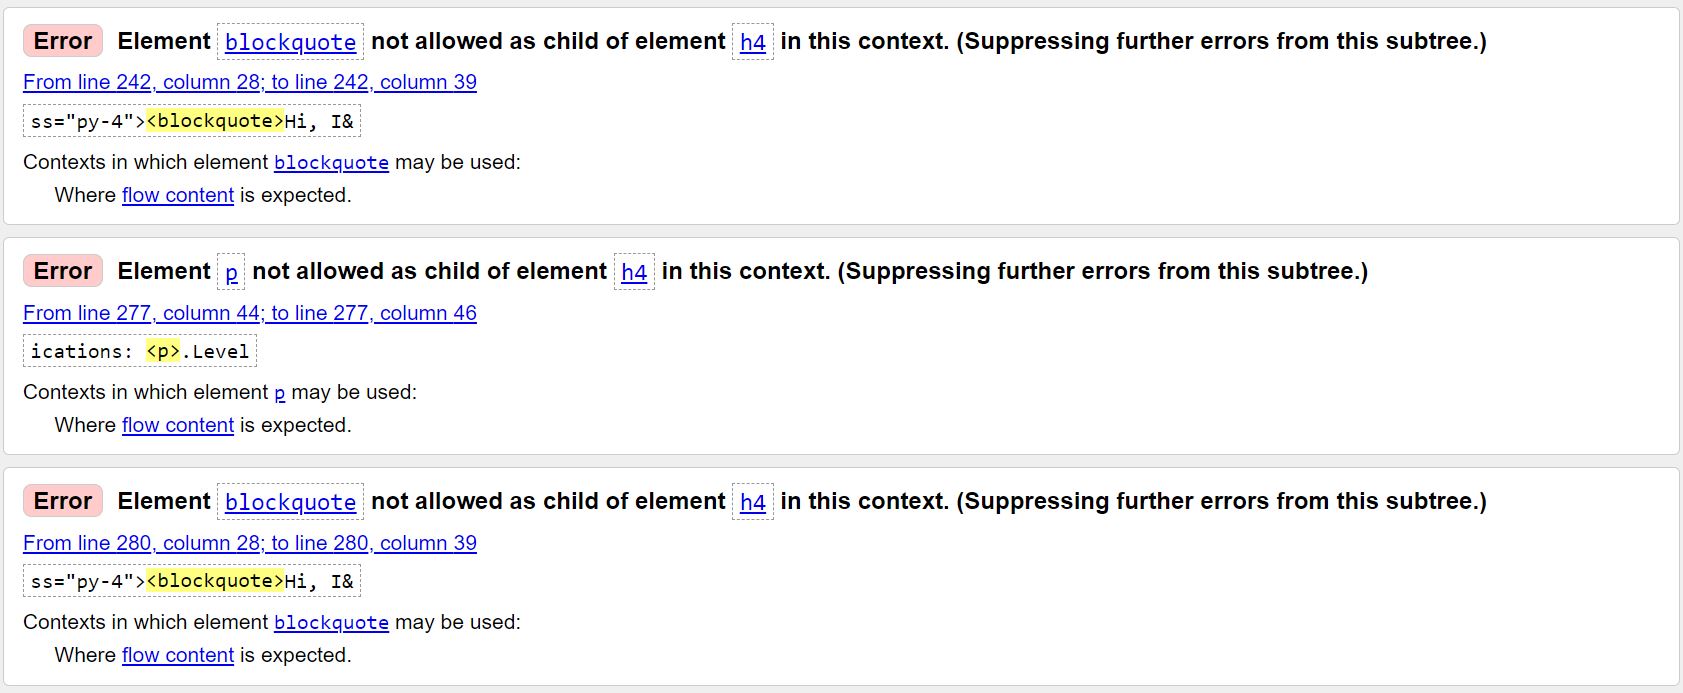 Error Element blockquote not allowed as child of element h4 in this context. (Suppressing further errors from this subtree.)
From line 242, column 28; to line 242, column 39
ss="py-4"><blockquote>Hi, I&
Contexts in which element blockquote may be used:
Where flow content is expected.
Error Element p not allowed as child of element h4 in this context. (Suppressing further errors from this subtree.)
From line 277, column 44; to line 277, column 46
ications: <p>.Level
Contexts in which element p may be used:
Where flow content is expected.
Error Element blockquote not allowed as child of element h4 in this context. (Suppressing further errors from this subtree.)
From line 280, column 28; to line 280, column 39
ss="py-4"><blockquote>Hi, I&
Contexts in which element blockquote may be used:
Where flow content is expected.